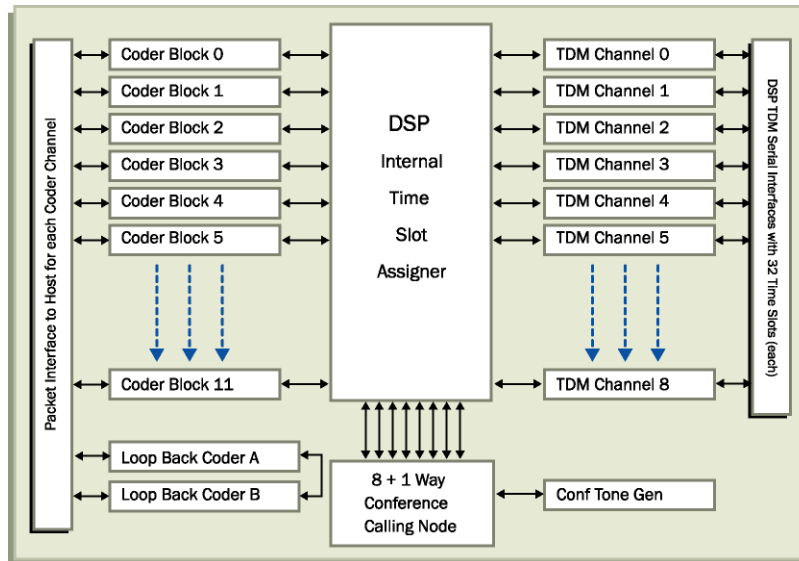 Packet Interface to Host for each Coder Channel
Coder Block 0
Coder Block 1
Coder Block 2
Coder Block 3
Coder Block 4
Coder Block 5
Coder Block 11
Loop Back Coder A
Loop Back Coder B
DSP
Internal
Time
Slot
Assigner
8 + 1 Way
Conference
Calling Node
TDM Channel 0
TDM Channel 1
TDM Channel 2
TDM Channel 3
TDM Channel 4
TDM Channel 5
TDM Channel 8
Conf Tone Gen
DSP TDM Serial Interfaces with 32 Time Slots (each)